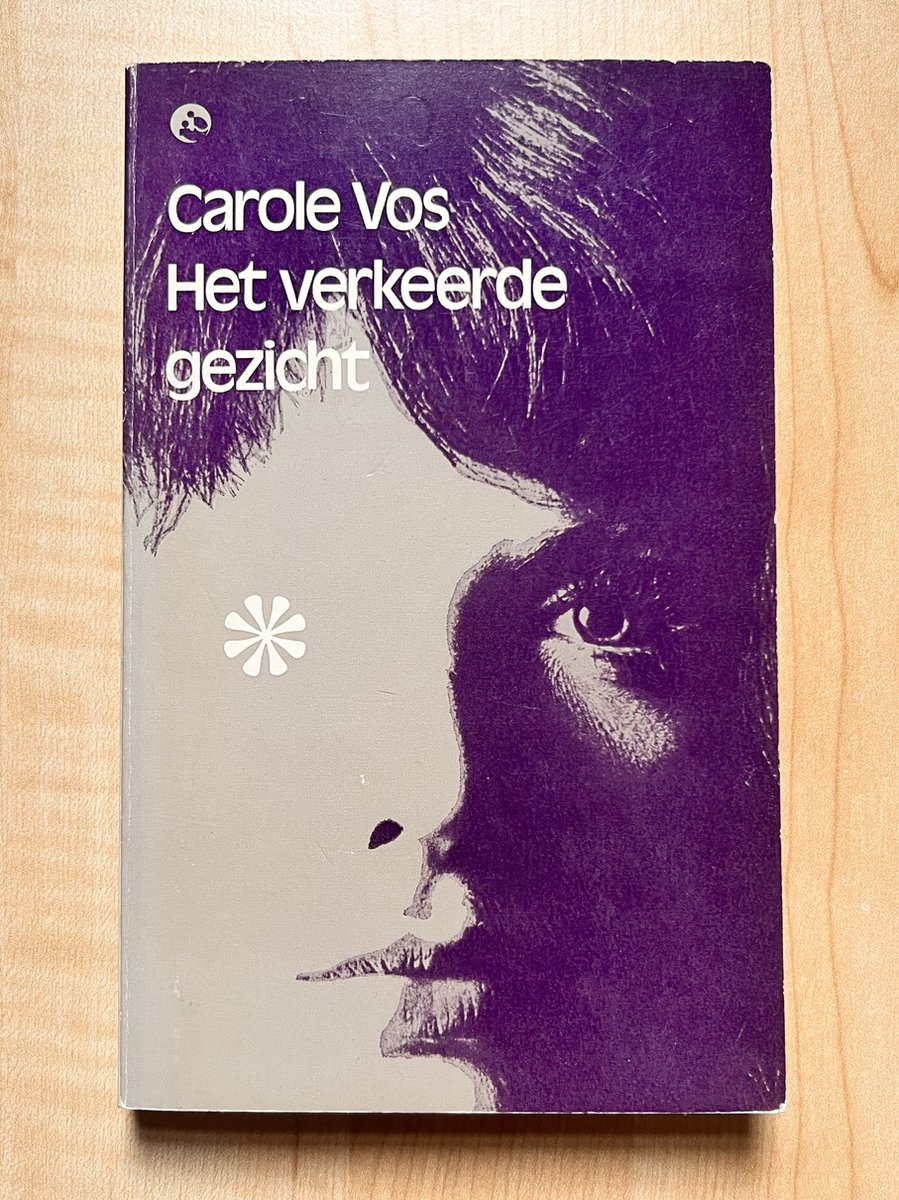 Carole Vos
Het verkeerde
gezicht